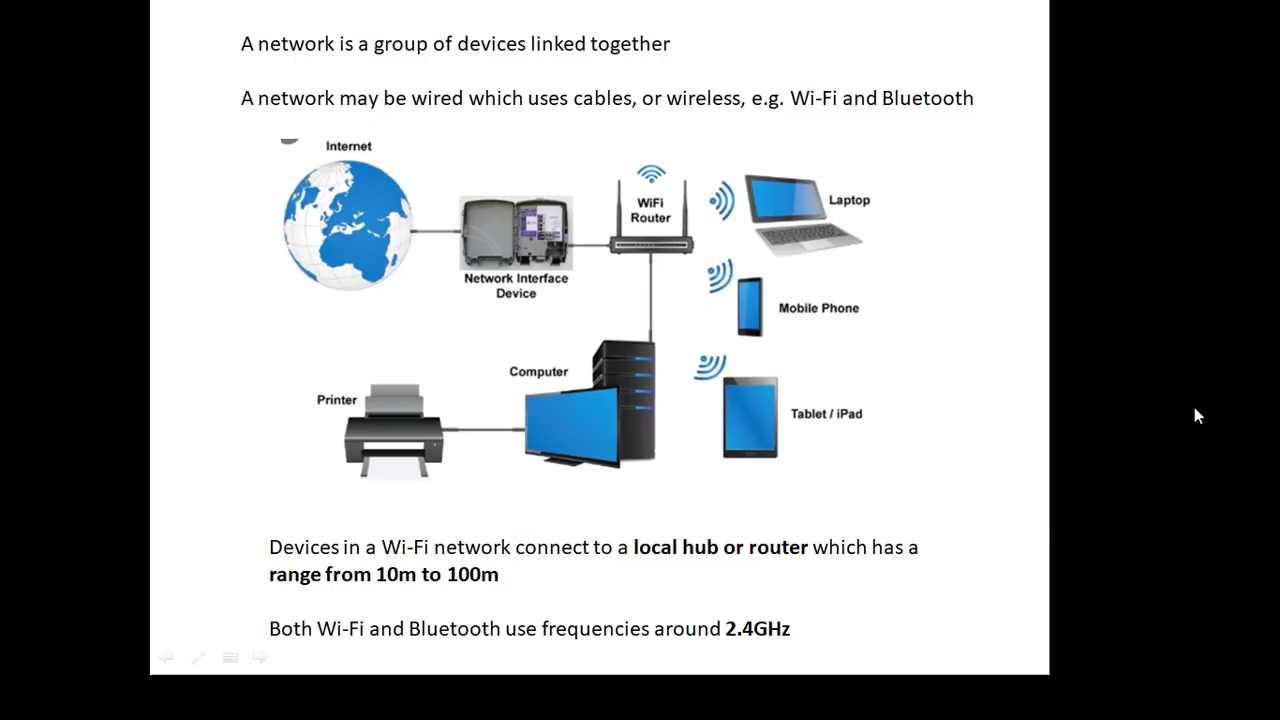 A network is a group of devices linked together
A network may be wired which uses cables, or wireless, e.g. Wi-Fi and Bluetooth
Internet
WiFi
Router
Laptop
Network Interface
Device
Mobile Phone
Computer
Printer
Tablet / iPad
Devices in a Wi-Fi network connect to a local hub or router which has a
range from 10m to 100m
Both Wi-Fi and Bluetooth use frequencies around 2.4GHz